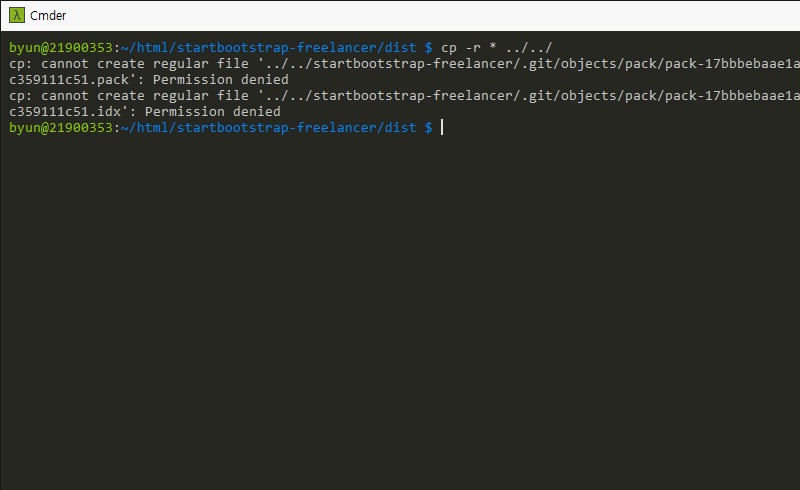 λ Cmder
byun@21900353:~/html/startbootstrap-freelancer/dist $ cp -r * ../../
cp: cannot create regular file '../../startbootstrap-freelancer/.git/objects/pack/pack-17bbbebaae1a
c359111c51.pack': Permission denied
cp: cannot create regular file '../../startbootstrap-freelancer/.git/objects/pack/pack-17bbbebaae1a
c359111c51.idx': Permission denied
byun@21900353:~/html/startbootstrap-freelancer/dist $